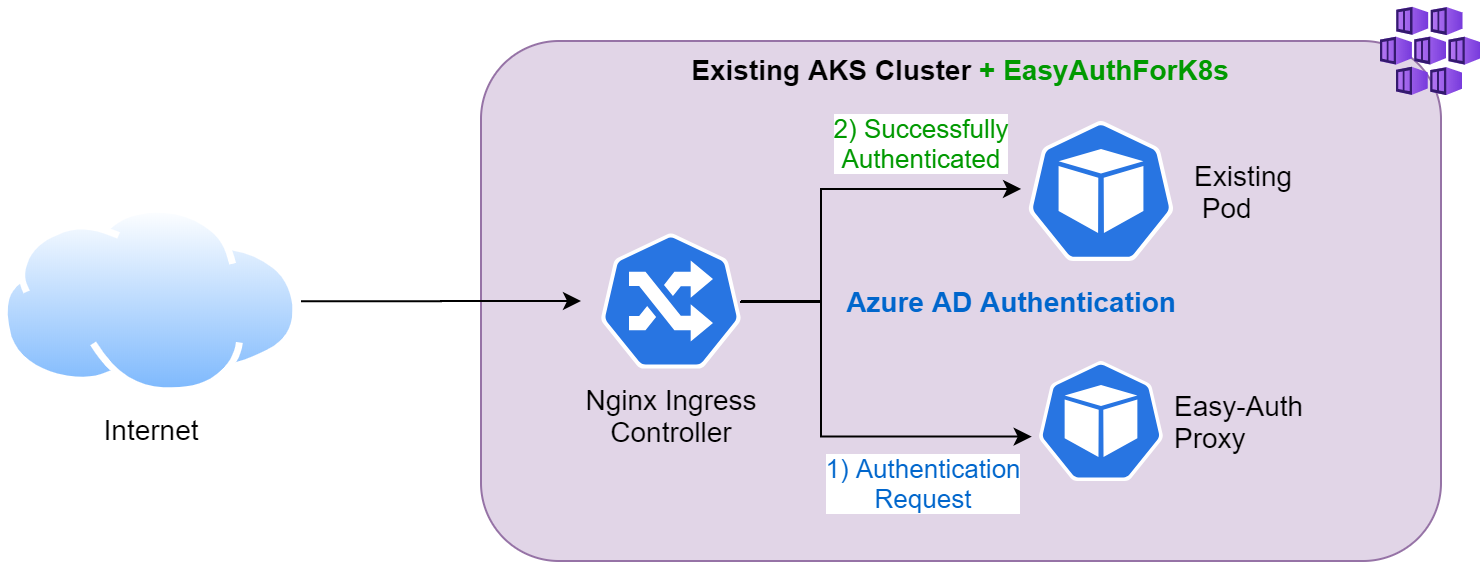 Existing AKS Cluster + EasyAuthForK8s
2) Successfully
Authenticated
Existing
Pod
Azure AD Authentication
Nginx Ingress
Controller
Internet
Easy-Auth
Proxy
1) Authentication
Request